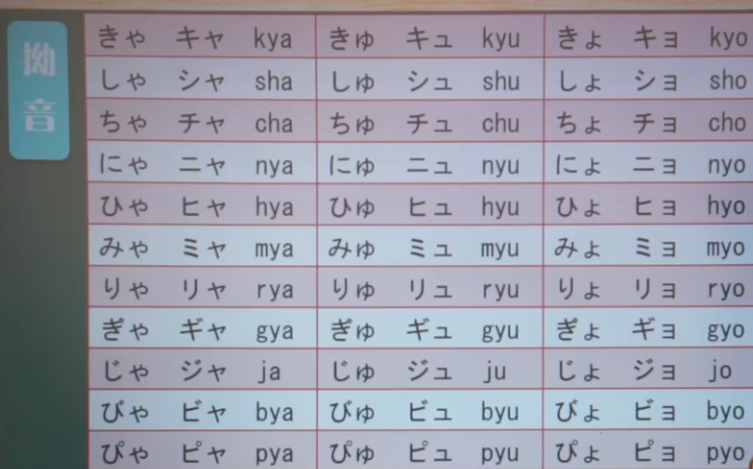 拗音
きゃ キャ kya きゅ キュ kyu きょ キョ kyo
しゃ シャ sha しゅ シュ shu しょ ショ sho
ちゃ チャ cha ちゅ チュ chu ちょ チョ cho
にゃ ニャ nya にゅ ニュ nyu にょ ニョ nyo
ひゃ ヒャ hya ひゅ ヒュ hyu ひょ ヒョ hyo
みゃ ミャ mya みゅ ミュ myu みょ ミョ myo
りゃ リャ rya りゅ リュ ryu りょ リョ ryo
ぎゃ ギャ gya ぎゅ ギュ gyu ぎょ ギョ gyo
じゃ ジャ ja じゅ ジュ ju じょ ジョ jo
びゃ ビャ bya びゅ ビュ byu びょ ビョ byo
ぴゃ ピャ pya ぴゅ ピュ pyu ぴょ ピョ pyo